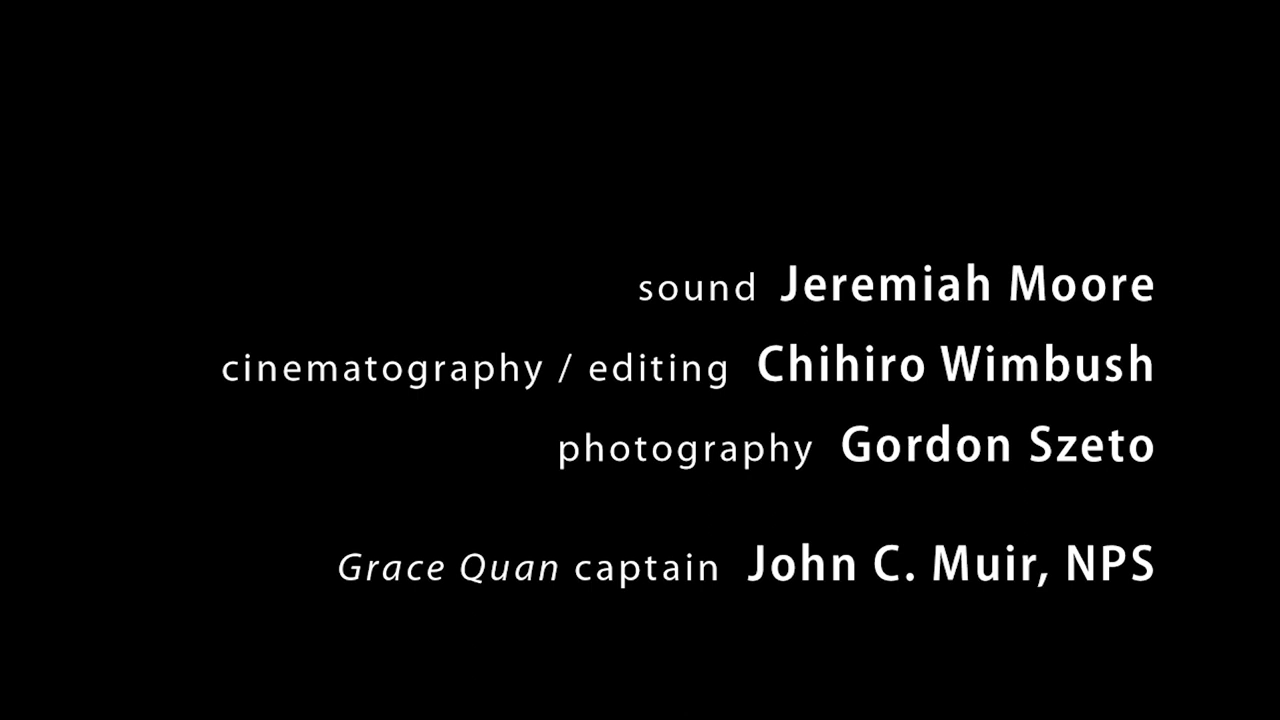 sound Jeremiah Moore
cinematography / editing Chihiro Wimbush
photography Gordon Szeto
Grace Quan captain John C. Muir, NPS